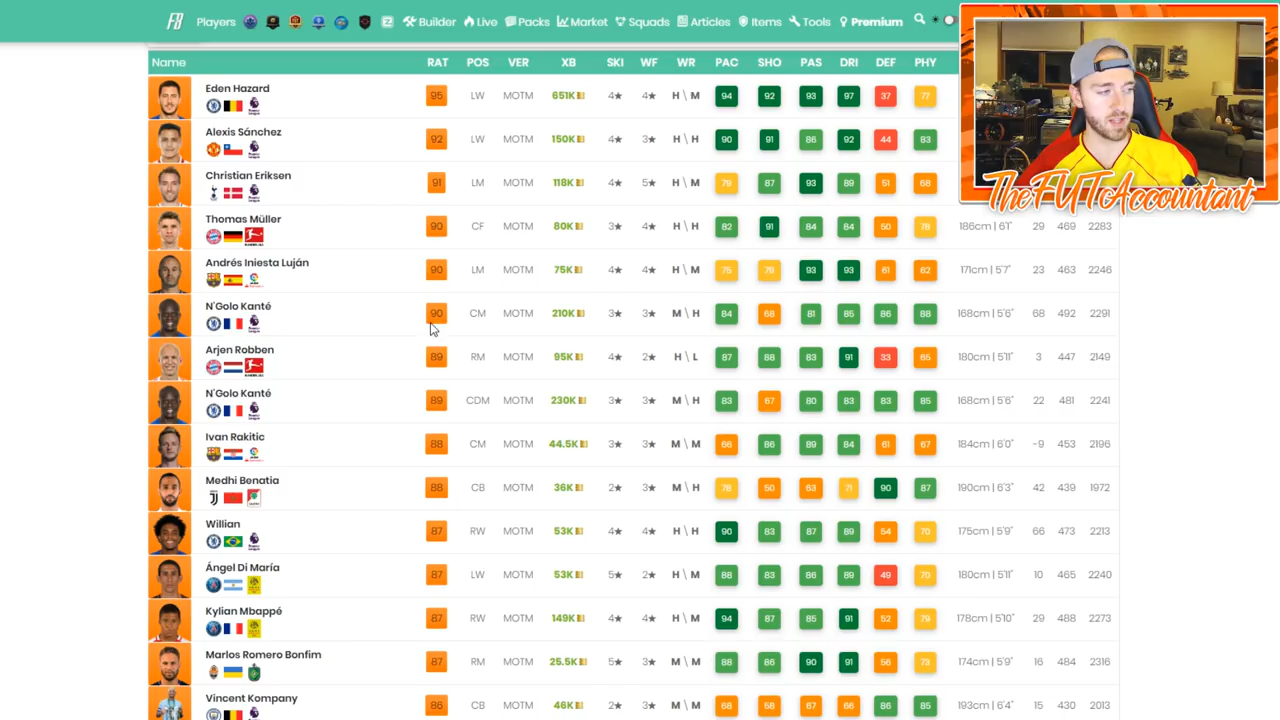 FB Players Builder Live Packs Market Squads Articles Items Tools Premium
Name RAT POS VER XB SKI WF WR PAC SHO PAS DRI DEF PHY
Eden Hazard
95 LW MOTM 651K 4★ 4★ H \ M 94 92 93 97 37 77
Alexis Sánchez
92 LW MOTM 150K 4★ 3★ H \ H 90 91 86 92 44 83
Christian Eriksen
91 LM MOTM 118K 4★ 5★ H \ M 79 87 93 89 51 68
TheFUTAccountant
Thomas Müller
90 CF MOTM 80K 3★ 4★ H \ H 82 91 84 84 50 78 186cm | 6'1" 29 469 2283
Andrés Iniesta Luján
90 LM MOTM 75K 4★ 4★ H \ M 75 79 93 93 61 62 171cm | 5'7" 23 463 2246
N'Golo Kanté
90 CM MOTM 210K 3★ 3★ M \ H 84 68 81 85 86 88 168cm | 5'6" 68 492 2291
Arjen Robben
89 RM MOTM 95K 4★ 2★ H \ L 87 88 83 91 33 65 180cm | 5'11" 3 447 2149
N'Golo Kanté
89 CDM MOTM 230K 3★ 3★ M \ H 83 67 80 83 83 85 168cm | 5'6" 22 481 2241
Ivan Rakitic
88 CM MOTM 44.5K 3★ 3★ M \ M 66 86 89 84 61 67 184cm | 6'0" -9 453 2196
Medhi Benatia
88 CB MOTM 36K 2★ 3★ M \ H 78 50 63 71 90 87 190cm | 6'3" 42 439 1972
Willian
87 RW MOTM 53K 4★ 4★ H \ H 90 83 87 89 54 70 175cm | 5'9" 66 473 2213
Ángel Di María
87 LW MOTM 53K 5★ 2★ H \ M 88 83 86 89 49 70 180cm | 5'11" 10 465 2240
Kylian Mbappé
87 RW MOTM 149K 4★ 4★ H \ M 94 87 85 91 52 79 178cm | 5'10" 29 488 2273
Marlos Romero Bonfim
87 RM MOTM 25.5K 5★ 3★ M \ M 88 86 90 91 56 73 174cm | 5'9" 16 484 2316
Vincent Kompany
86 CB MOTM 46K 2★ 3★ M \ M 68 58 67 66 86 85 193cm | 6'4" 15 430 2013